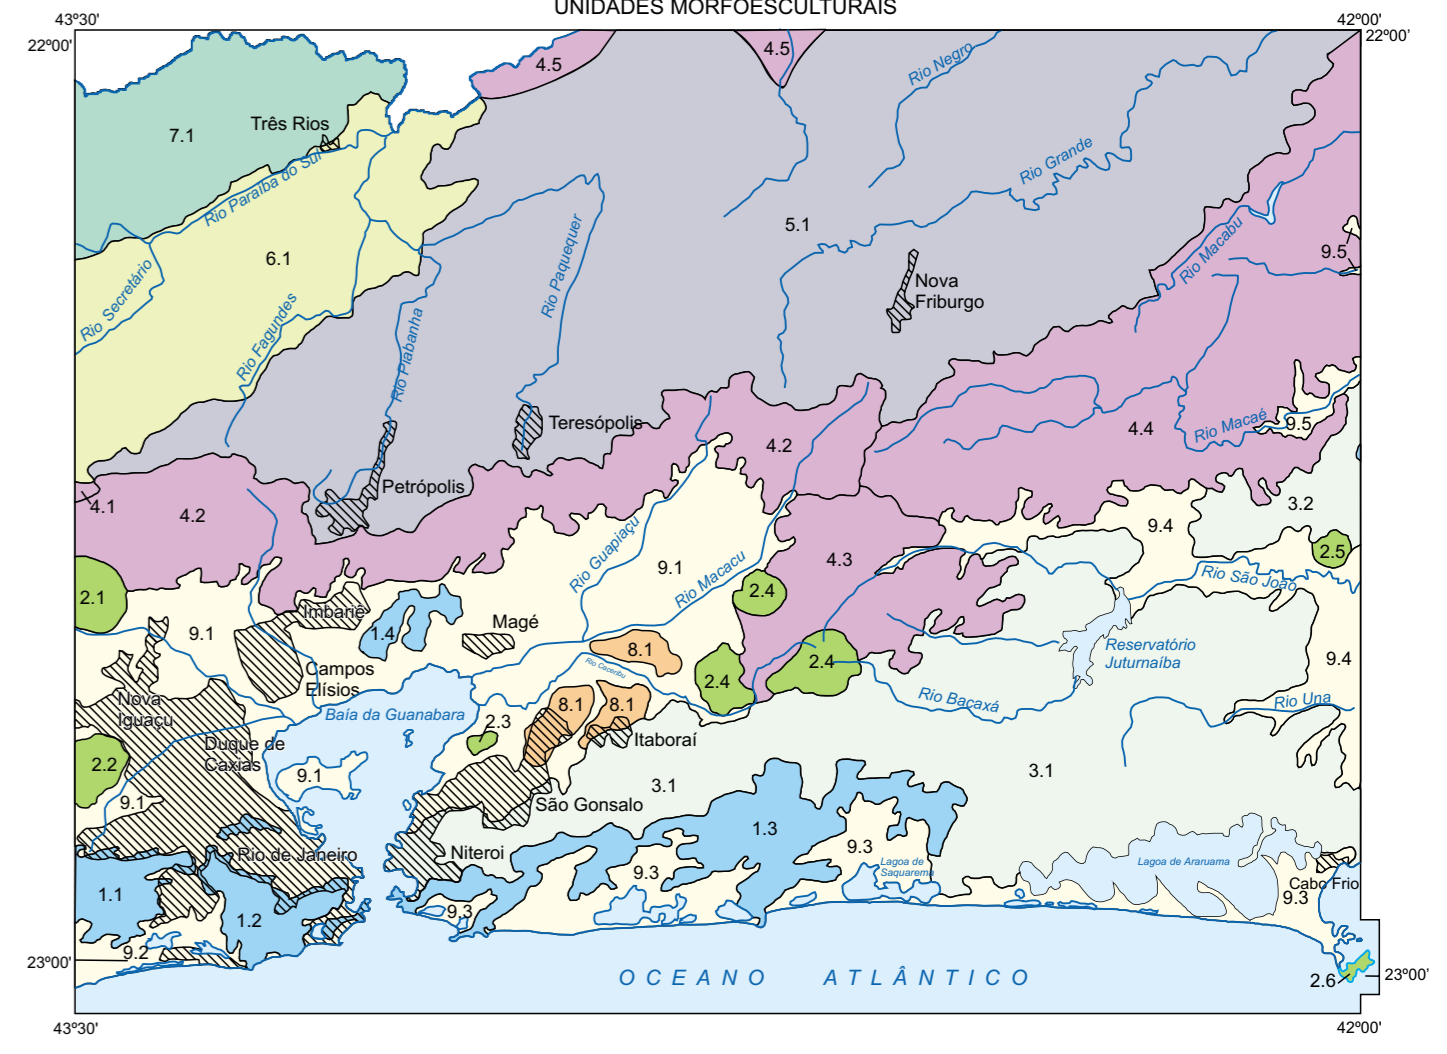 UNIDADES MORFOESCULTURAIS
43º30'
42º00'
22º00'
22º00'
4.5
4.5
Rio Negro
7.1
Três Rios
Rio Paraíba do Sul
Rio Grande
5.1
6.1
Rio Secretário
Rio Fagundes
Rio Piabanha
Rio Paquequer
Nova
Friburgo
Rio Macabu
9.5
Teresópolis
4.2
4.4
Rio Macaé
9.5
Petrópolis
4.1
4.2
3.2
9.4
2.5
Rio Guapiaçu
9.1
Rio Macacu
4.3
Rio São João
2.1
2.4
Imbariê
1.4
Magé
9.1
8.1
Rio Caceribu
2.4
2.4
Reservatório
Juturnaíba
9.4
Campos
Elísios
Nova
Iguaçu
Baía da Guanabara
2.3
8.1
8.1
Rio Bacaxá
Rio Una
Itaboraí
Duque de
Caxias
2.2
9.1
9.1
3.1
3.1
São Gonsalo
1.3
Rio de Janeiro
Niteroi
9.3
9.3
Lagoa de
Saquarema
Lagoa de Araruama
Cabo Frio
9.3
1.1
1.2
9.3
9.2
23º00'
OCEANO ATLÂNTICO
2.6
23º00'
43º30'
42º00'